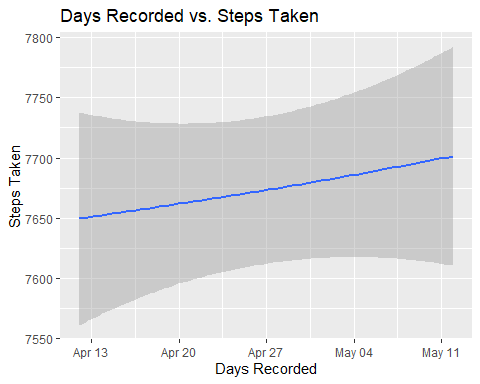 Days Recorded vs. Steps Taken
7800
7750
7700
7650
7600
7550
Steps Taken
Apr 13 Apr 20 Apr 27 May 04 May 11
Days Recorded